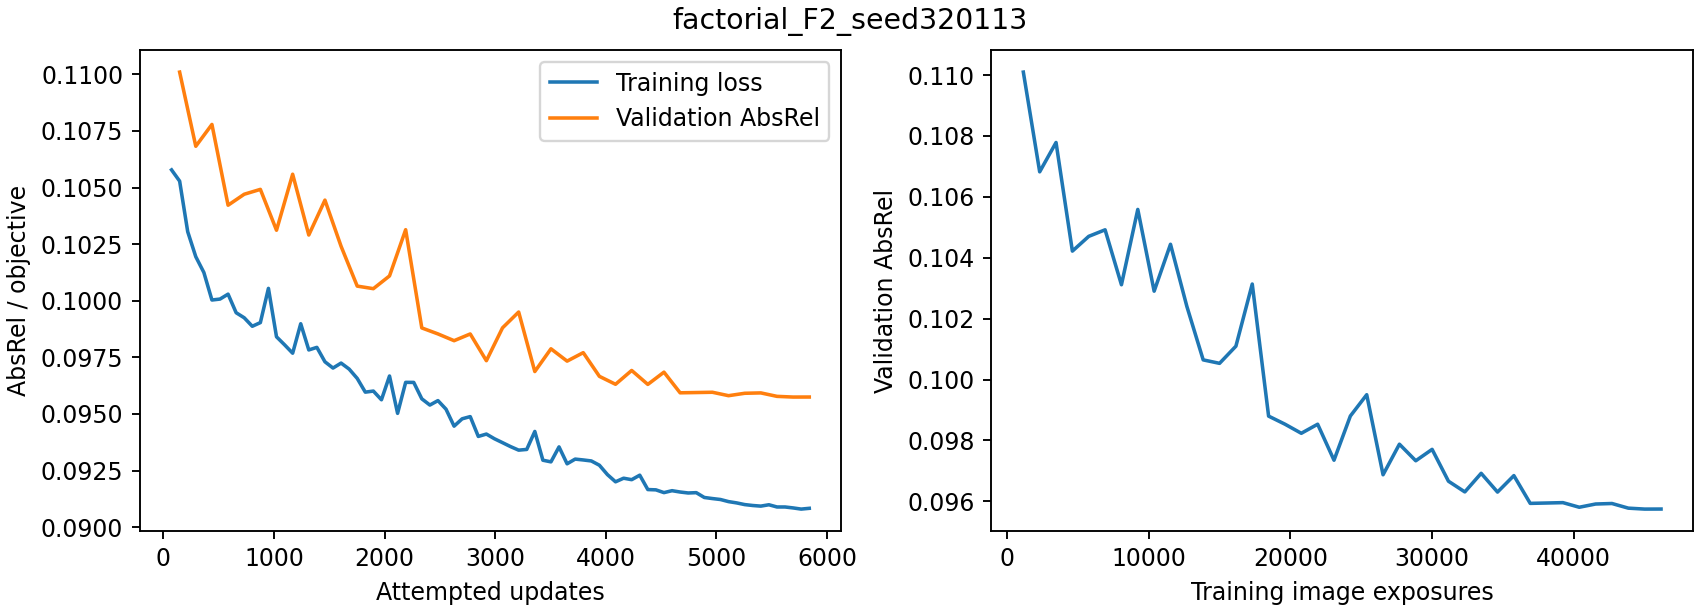 factorial_F2_seed320113
0.1100
0.1075
0.1050
0.1025
0.1000
0.0975
0.0950
0.0925
0.0900
AbsRel / objective
Training loss
Validation AbsRel
0 1000 2000 3000 4000 5000 6000
Attempted updates
0.110
0.108
0.106
0.104
0.102
0.100
0.098
0.096
Validation AbsRel
0 10000 20000 30000 40000
Training image exposures